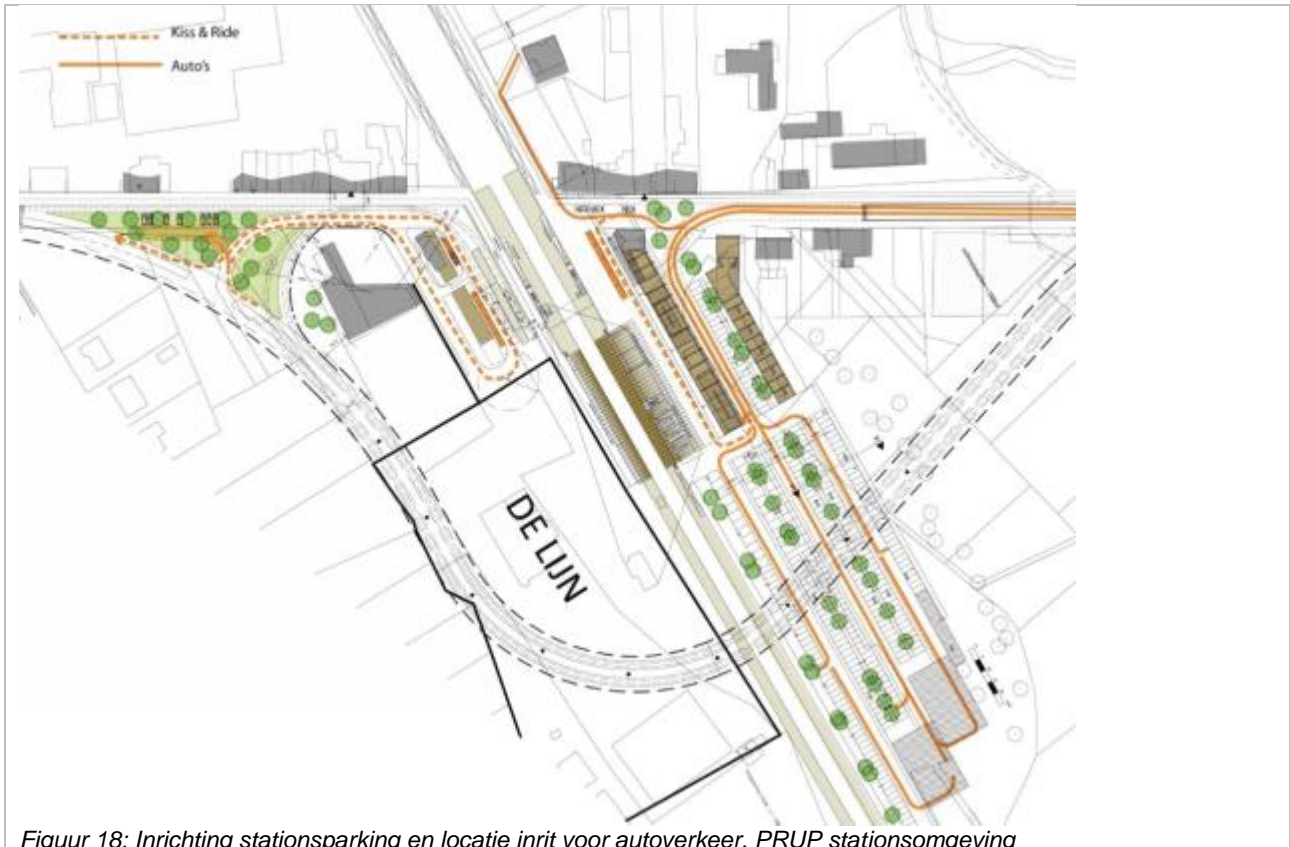 Kiss & Ride
Auto's
DE LIJN
Figuur 18: Inrichting stationsparking en locatie inrit voor autoverkeer, PRUP stationsomgeving